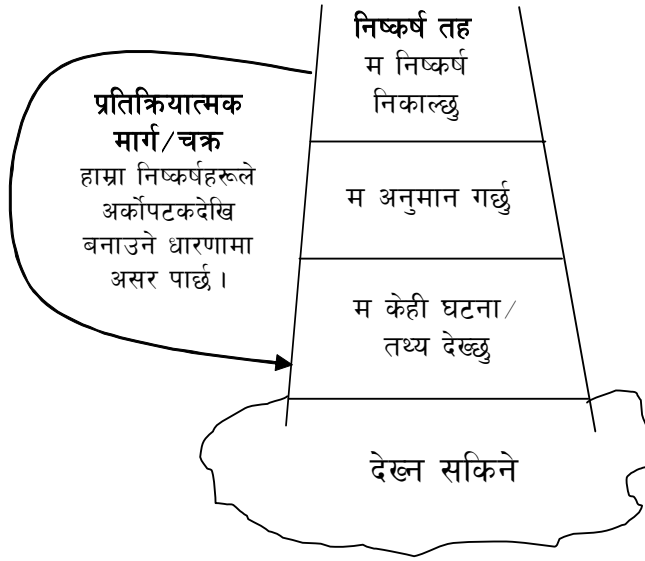 निष्कर्ष तह
म निष्कर्ष
निकाल्छु
प्रतिक्रियात्मक
मार्ग/चक्र
हाम्रा निष्कर्षहरूले
अर्कोपटकदेखि
बनाउने धारणामा
असर पार्छ ।
म अनुमान गर्छु
म केही घटना/
तथ्य देख्छु
देख्न सकिने